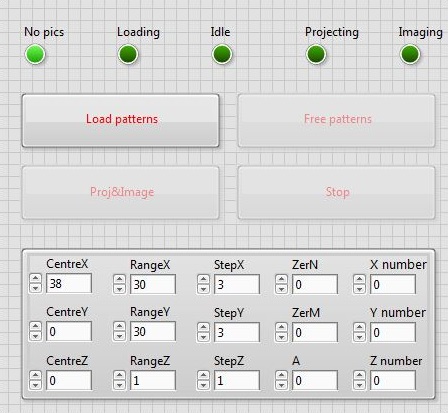 No pics Loading Idle Projecting Imaging
Load patterns Free patterns
Proj&Image Stop
CentreX RangeX StepX ZerN X number
38 30 3 0 0
CentreY RangeY StepY ZerM Y number
0 30 3 0 0
CentreZ RangeZ StepZ A Z number
0 1 1 0 0